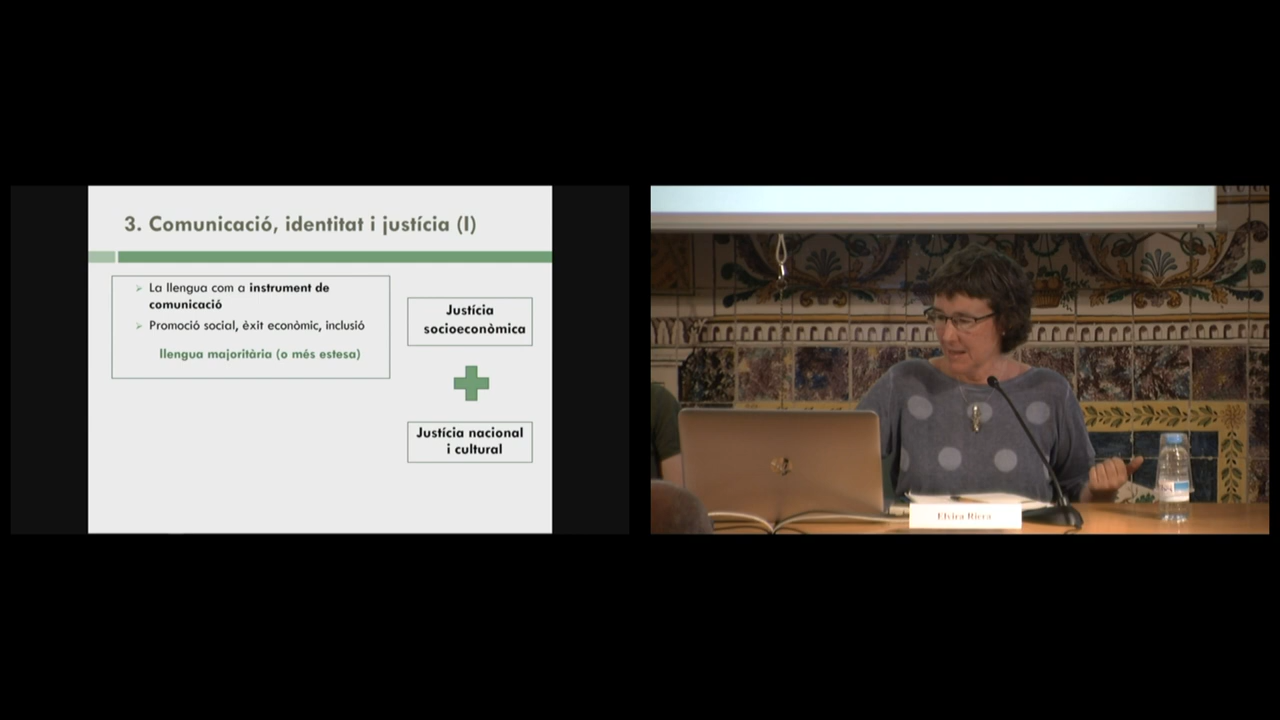 3. Comunicació, identitat i justícia (I)
La llengua com a instrument de
comunicació
Promoció social, èxit econòmic, inclusió
llengua majoritària (o més estesa)
Justícia
socioeconòmica
Justícia nacional
i cultural
Elvira Riera